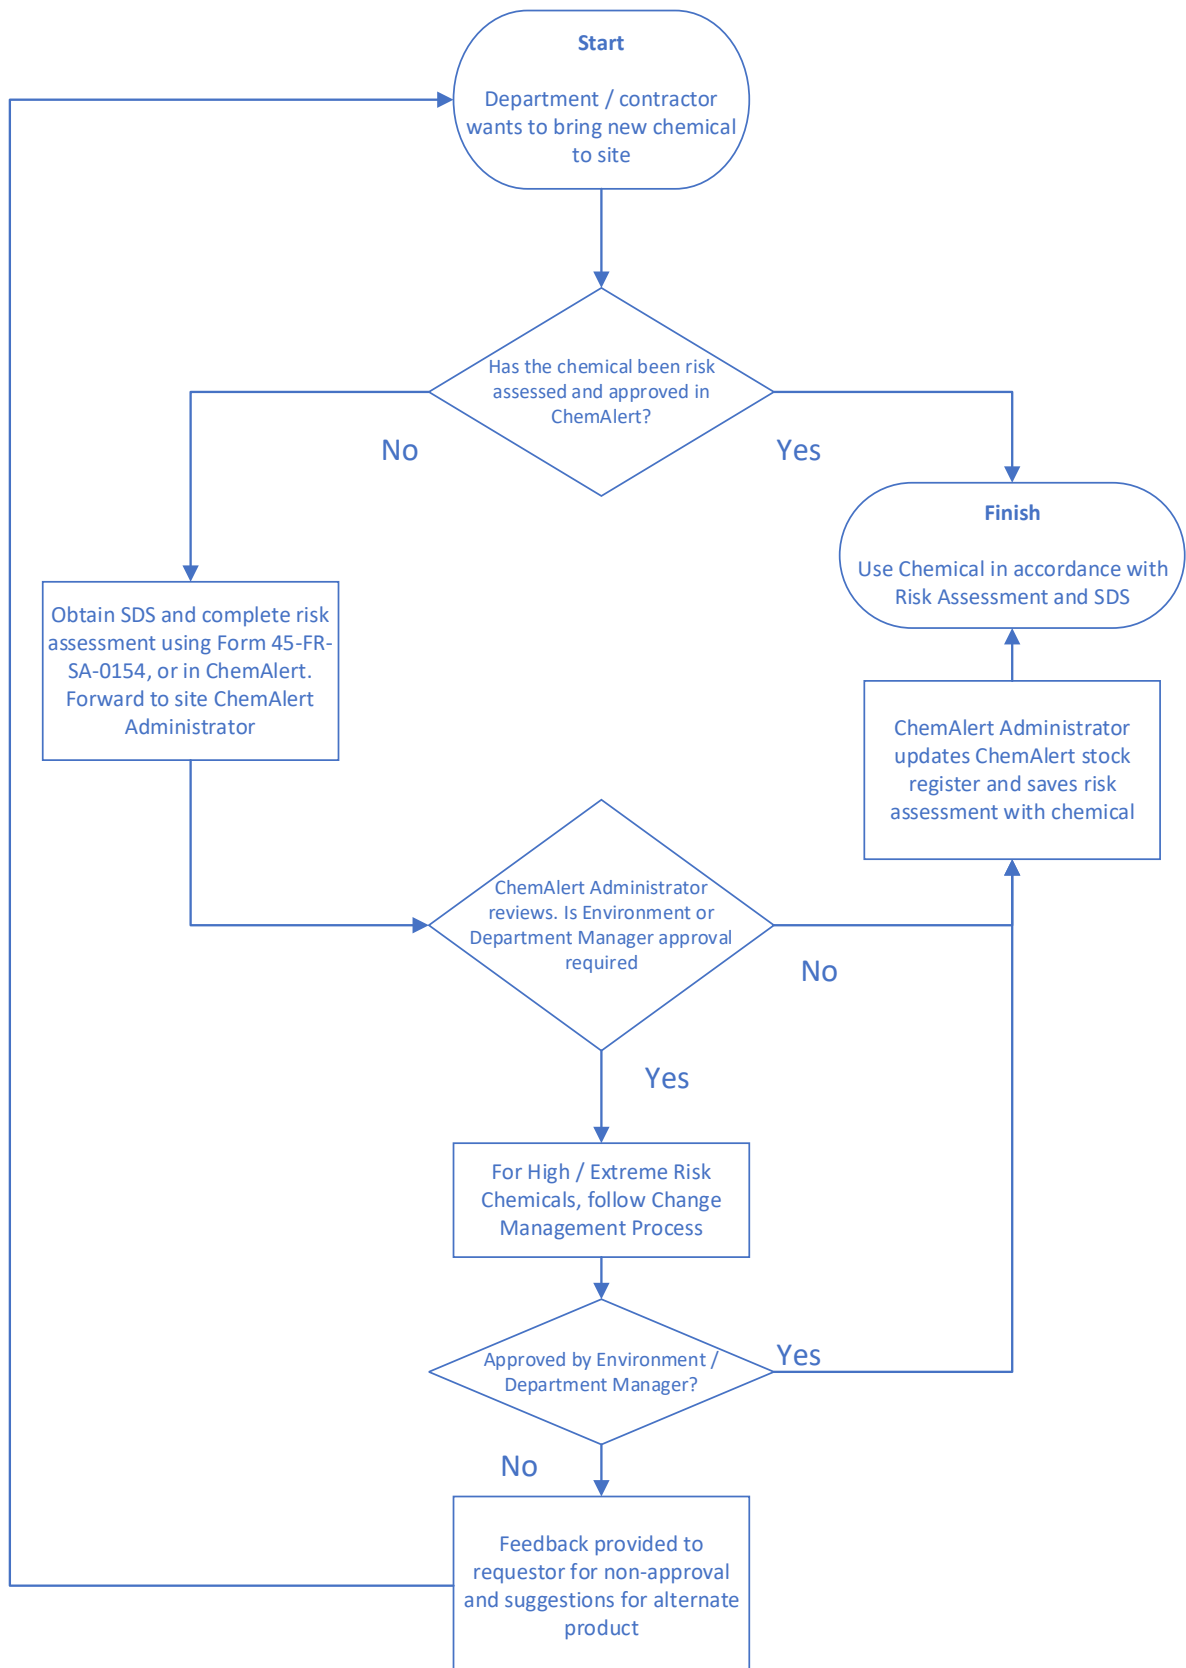 Start
Department / contractor
wants to bring new chemical
to site
Has the chemical been risk
assessed and approved in
ChemAlert?
No
Yes
Finish
Use Chemical in accordance with
Risk Assessment and SDS
Obtain SDS and complete risk
assessment using Form 45-FR-
SA-0154, or in ChemAlert.
Forward to site ChemAlert
Administrator
ChemAlert Administrator
updates ChemAlert stock
register and saves risk
assessment with chemical
ChemAlert Administrator
reviews. Is Environment or
Department Manager approval
required
No
Yes
For High / Extreme Risk
Chemicals, follow Change
Management Process
Approved by Environment /
Department Manager?
Yes
No
Feedback provided to
requestor for non-approval
and suggestions for alternate
product